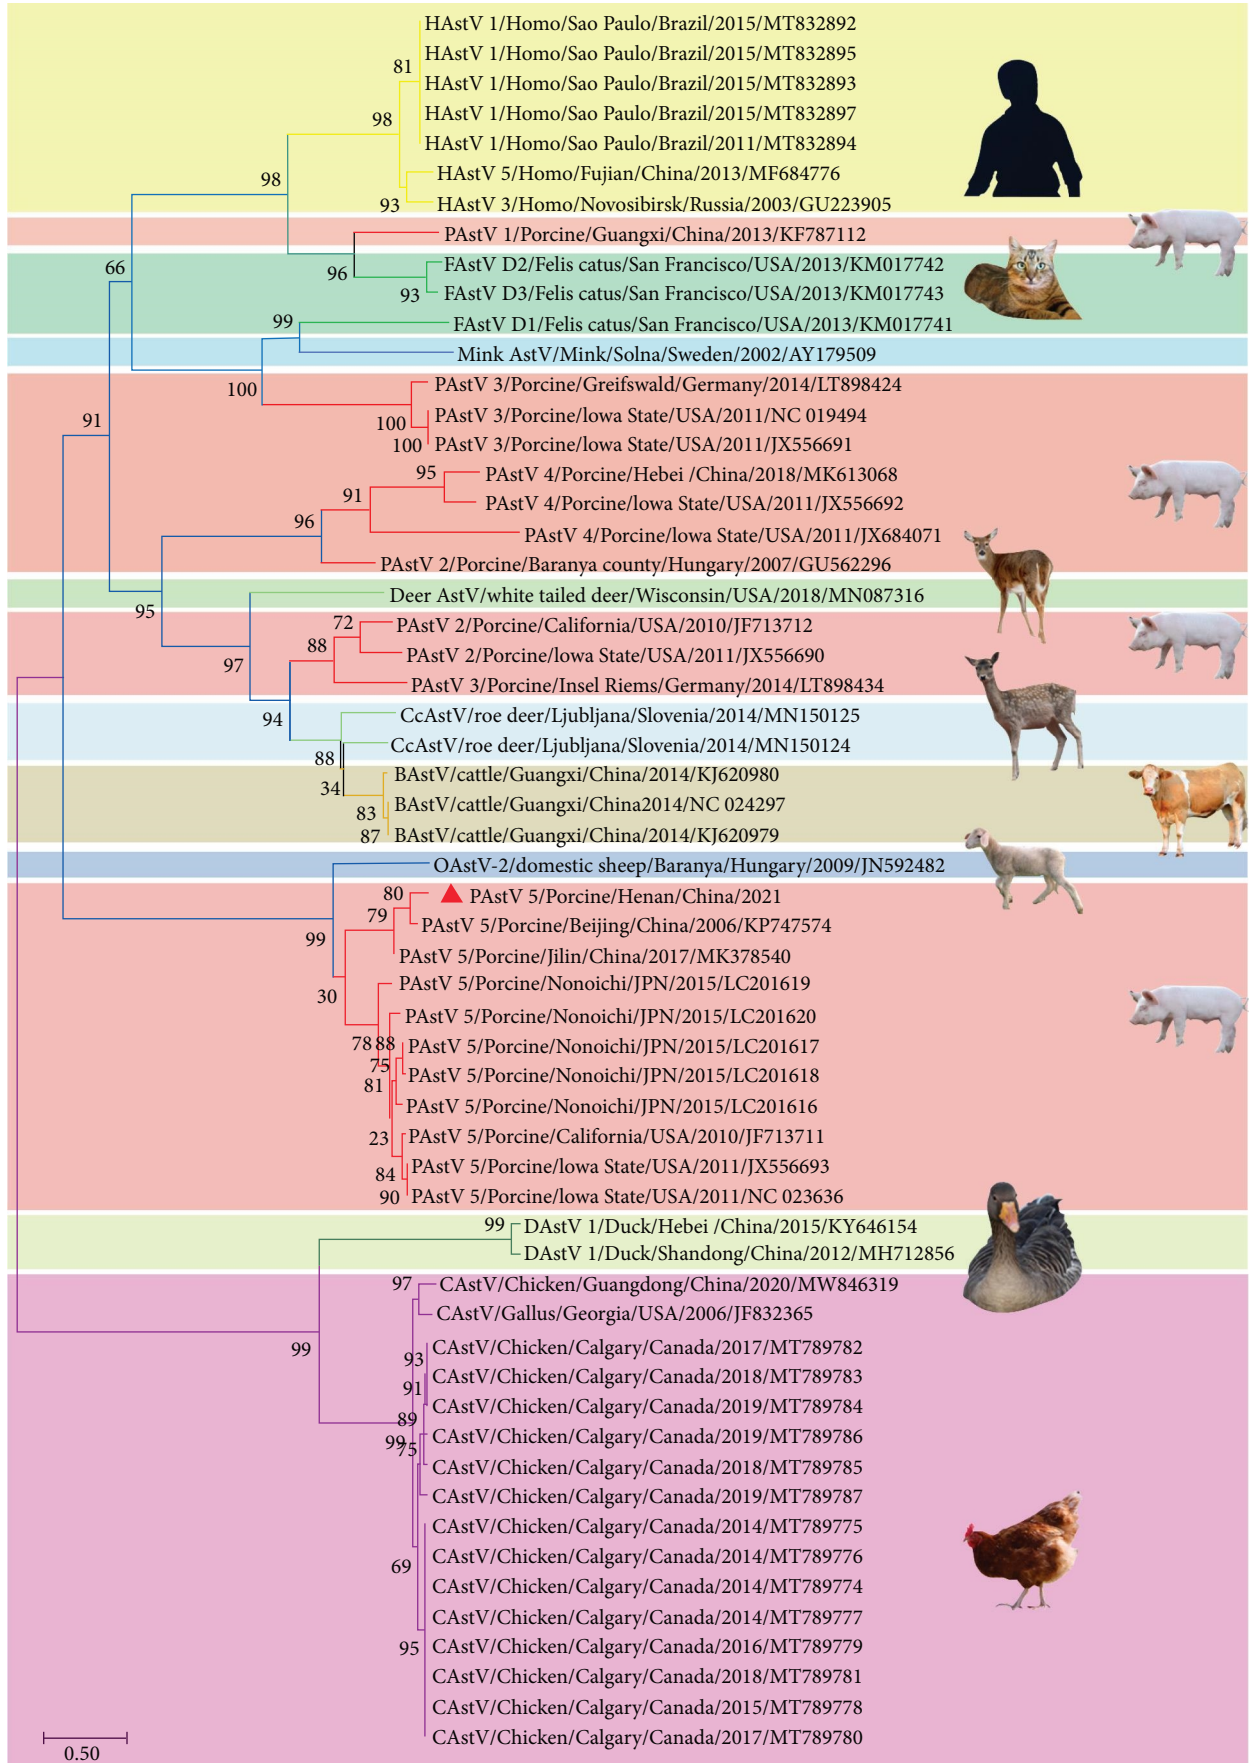 HAstV 1/Homo/Sao Paulo/Brazil/2015/MT832892
HAstV 1/Homo/Sao Paulo/Brazil/2015/MT832895
81
HAstV 1/Homo/Sao Paulo/Brazil/2015/MT832893
HAstV 1/Homo/Sao Paulo/Brazil/2015/MT832897
98
HAstV 1/Homo/Sao Paulo/Brazil/2011/MT832894
98
HAstV 5/Homo/Fujian/China/2013/MF684776
93
HAstV 3/Homo/Novosibirsk/Russia/2003/GU223905
PAstV 1/Porcine/Guangxi/China/2013/KF787112
66
96
FAstV D2/Felis catus/San Francisco/USA/2013/KM017742
93
FAstV D3/Felis catus/San Francisco/USA/2013/KM017743
99
FAstV D1/Felis catus/San Francisco/USA/2013/KM017741
Mink AstV/Mink/Solna/Sweden/2002/AY179509
100
PAstV 3/Porcine/Greifswald/Germany/2014/LT898424
91
100
PAstV 3/Porcine/lowa State/USA/2011/NC 019494
100
PAstV 3/Porcine/lowa State/USA/2011/JX556691
95
PAstV 4/Porcine/Hebei /China/2018/MK613068
91
PAstV 4/Porcine/lowa State/USA/2011/JX556692
96
PAstV 4/Porcine/lowa State/USA/2011/JX684071
PAstV 2/Porcine/Baranya county/Hungary/2007/GU562296
95
Deer AstV/white tailed deer/Wisconsin/USA/2018/MN087316
72
PAstV 2/Porcine/California/USA/2010/JF713712
88
PAstV 2/Porcine/lowa State/USA/2011/JX556690
97
PAstV 3/Porcine/Insel Riems/Germany/2014/LT898434
94
CcAstV/roe deer/Ljubljana/Slovenia/2014/MN150125
88
CcAstV/roe deer/Ljubljana/Slovenia/2014/MN150124
34
BAstV/cattle/Guangxi/China/2014/KJ620980
83
BAstV/cattle/Guangxi/China2014/NC 024297
87
BAstV/cattle/Guangxi/China/2014/KJ620979
OAstV-2/domestic sheep/Baranya/Hungary/2009/JN592482
80
PAstV 5/Porcine/Henan/China/2021
79
PAstV 5/Porcine/Beijing/China/2006/KP747574
99
PAstV 5/Porcine/Jilin/China/2017/MK378540
30
PAstV 5/Porcine/Nonoichi/JPN/2015/LC201619
PAstV 5/Porcine/Nonoichi/JPN/2015/LC201620
78
88
PAstV 5/Porcine/Nonoichi/JPN/2015/LC201617
75
PAstV 5/Porcine/Nonoichi/JPN/2015/LC201618
81
PAstV 5/Porcine/Nonoichi/JPN/2015/LC201616
23
PAstV 5/Porcine/California/USA/2010/JF713711
84
PAstV 5/Porcine/lowa State/USA/2011/JX556693
90
PAstV 5/Porcine/lowa State/USA/2011/NC 023636
99
DAstV 1/Duck/Hebei /China/2015/KY646154
DAstV 1/Duck/Shandong/China/2012/MH712856
97
CAstV/Chicken/Guangdong/China/2020/MW846319
CAstV/Gallus/Georgia/USA/2006/JF832365
99
CAstV/Chicken/Calgary/Canada/2017/MT789782
93
CAstV/Chicken/Calgary/Canada/2018/MT789783
91
CAstV/Chicken/Calgary/Canada/2019/MT789784
89
CAstV/Chicken/Calgary/Canada/2019/MT789786
99
75
CAstV/Chicken/Calgary/Canada/2018/MT789785
CAstV/Chicken/Calgary/Canada/2019/MT789787
CAstV/Chicken/Calgary/Canada/2014/MT789775
CAstV/Chicken/Calgary/Canada/2014/MT789776
69
CAstV/Chicken/Calgary/Canada/2014/MT789774
CAstV/Chicken/Calgary/Canada/2014/MT789777
95
CAstV/Chicken/Calgary/Canada/2016/MT789779
CAstV/Chicken/Calgary/Canada/2018/MT789781
CAstV/Chicken/Calgary/Canada/2015/MT789778
CAstV/Chicken/Calgary/Canada/2017/MT789780
0.50